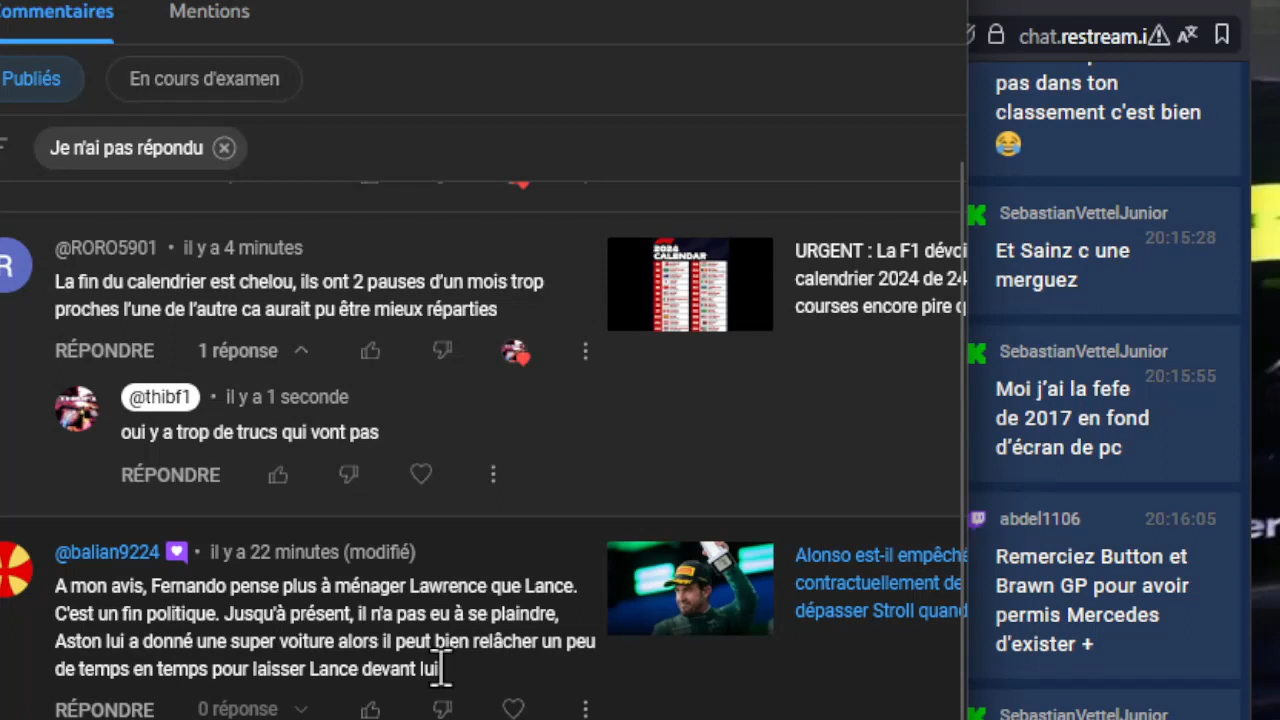 Commentaires
Mentions
Publiés
En cours d'examen
Je n'ai pas répondu
@RORO5901 • il y a 4 minutes
La fin du calendrier est chelou, ils ont 2 pauses d'un mois trop
proches l'une de l'autre ca aurait pu être mieux réparties
RÉPONDRE 1 réponse
@thibf1 • il y a 1 seconde
oui y a trop de trucs qui vont pas
RÉPONDRE
@balian9224 • il y a 22 minutes (modifié)
A mon avis, Fernando pense plus à ménager Lawrence que Lance.
C'est un fin politique. Jusqu'à présent, il n'a pas eu à se plaindre,
Aston lui a donné une super voiture alors il peut bien relâcher un peu
de temps en temps pour laisser Lance devant lui
RÉPONDRE 0 réponse
R
2024
CALENDAR
URGENT : La F1 dévoi
calendrier 2024 de 24
courses encore pire q
Alonso est-il empêché
contractuellement de
dépasser Stroll quand
chat.restream.i
pas dans ton
classement c'est bien
😂
SebastianVettelJunior
20:15:28
Et Sainz c une
merguez
SebastianVettelJunior
20:15:55
Moi j'ai la fefe
de 2017 en fond
d'écran de pc
abdel1106 20:16:05
Remerciez Button et
Brawn GP pour avoir
permis Mercedes
d'exister +
SebastianVettelJunior